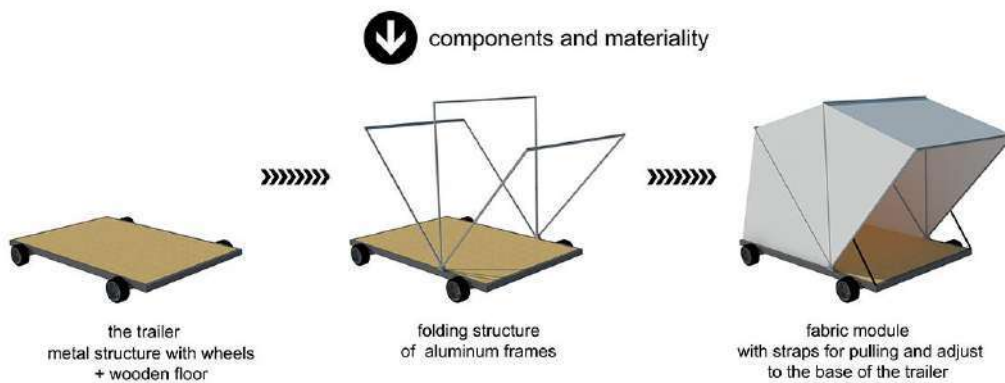 components and materiality
the trailer
metal structure with wheels
+ wooden floor
folding structure
of aluminum frames
fabric module
with straps for pulling and adjust
to the base of the trailer